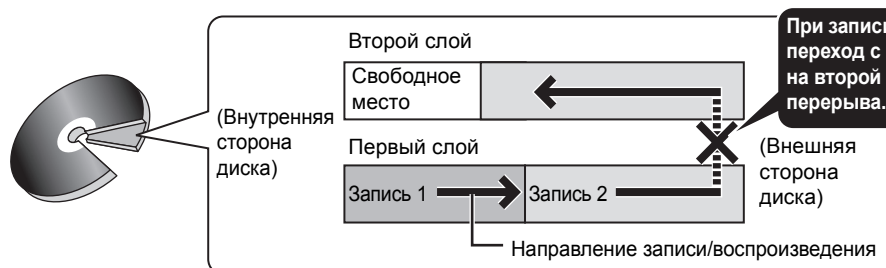 При записи
переход с
на второй
перерыва.
Второй слой
Свободное
место
(Внутренняя
сторона
диска)
Первый слой
(Внешняя
сторона
диска)
Запись 1
Запись 2
Направление записи/воспроизведения